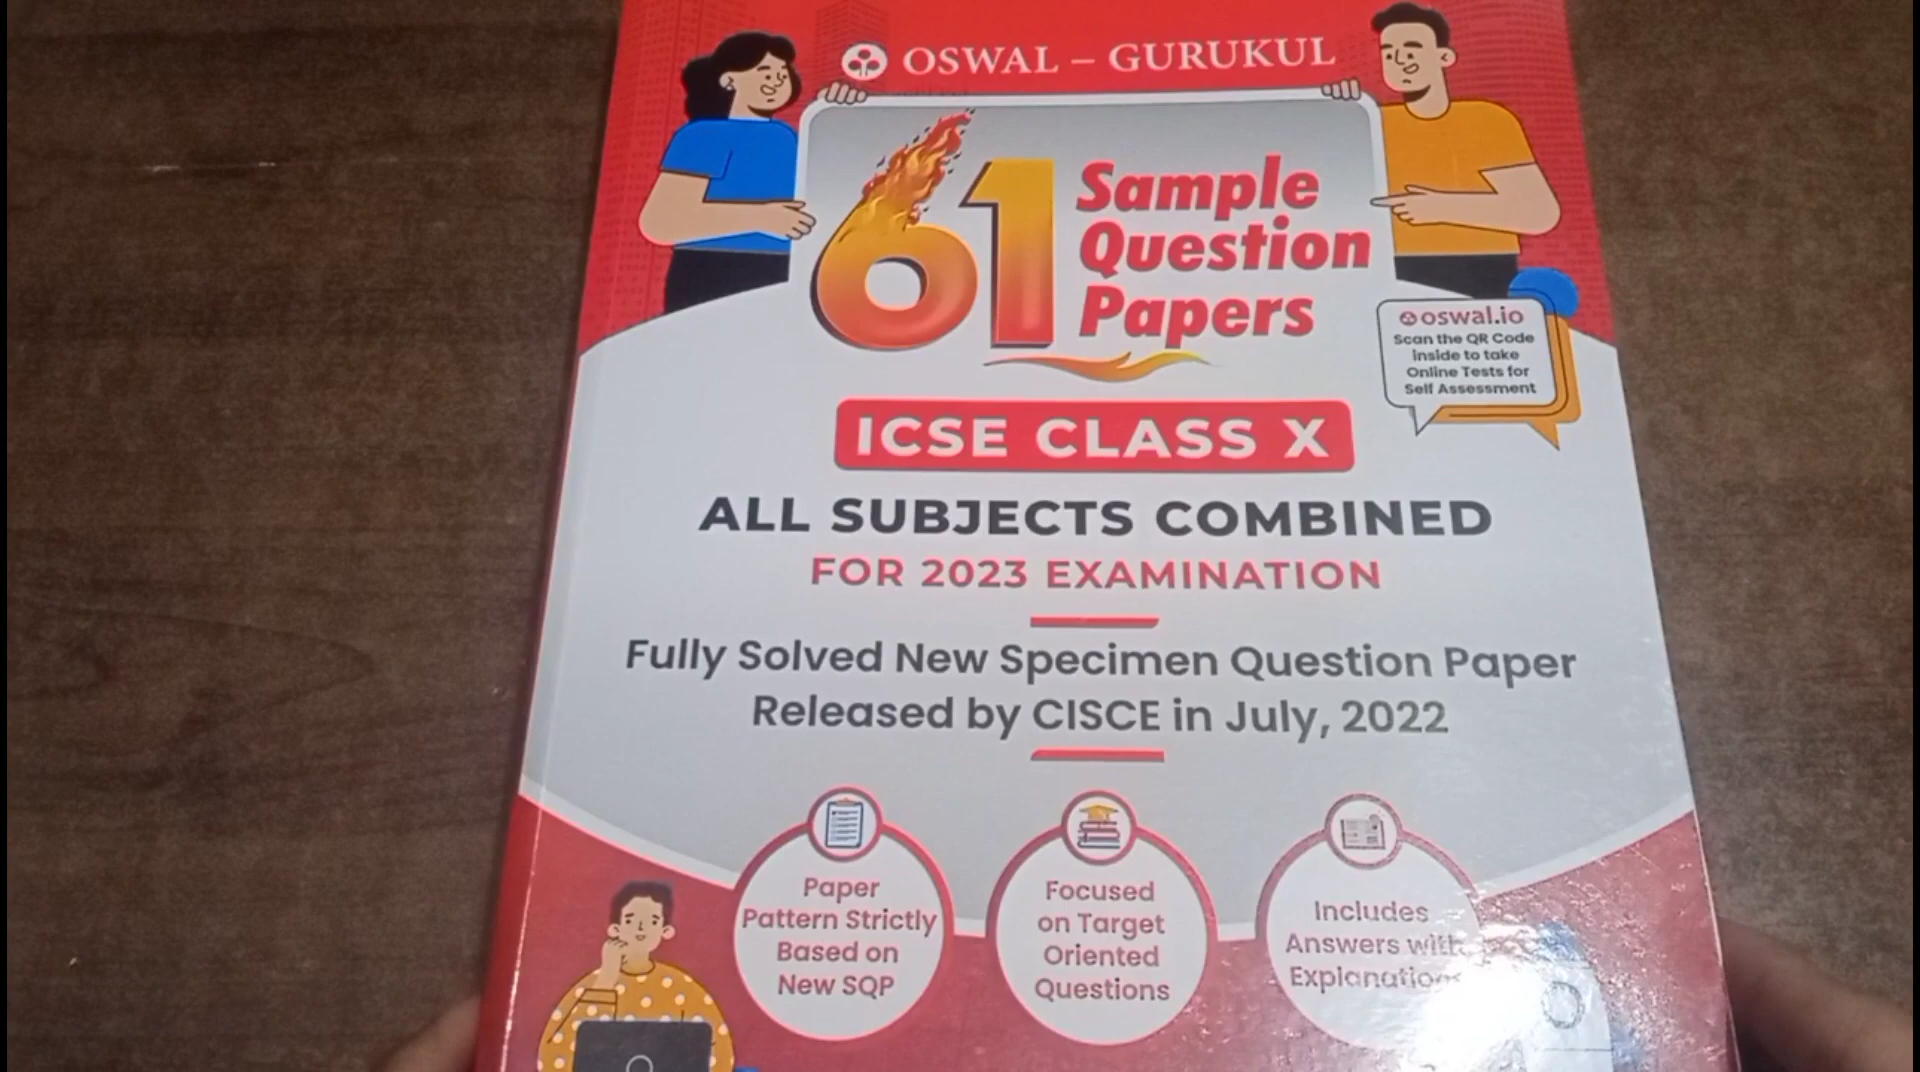 OSWAL – GURUKUL
61
Sample
Question
Papers
oswal.io
Scan the QR Code
inside to take
Online Tests for
Self Assessment
ICSE CLASS X
ALL SUBJECTS COMBINED
FOR 2023 EXAMINATION
Fully Solved New Specimen Question Paper
Released by CISCE in July, 2022
Paper
Pattern Strictly
Based on
New SQP
Focused
on Target
Oriented
Questions
Includes
Answers with